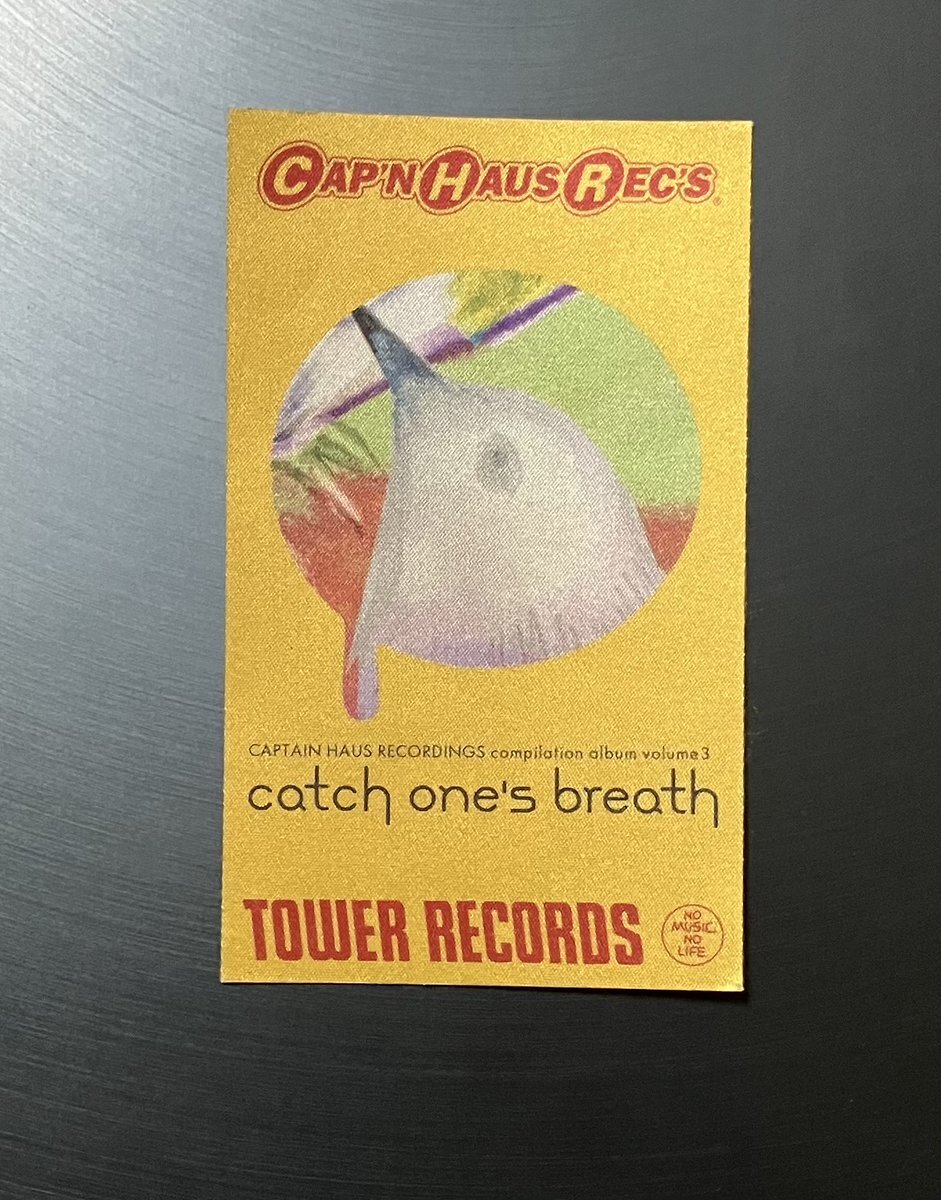 CAP'N HAUS REC'S
CAPTAIN HAUS RECORDINGS compilation album volume 3
catch one's breath
TOWER RECORDS
NO
MUSIC,
NO
LIFE.